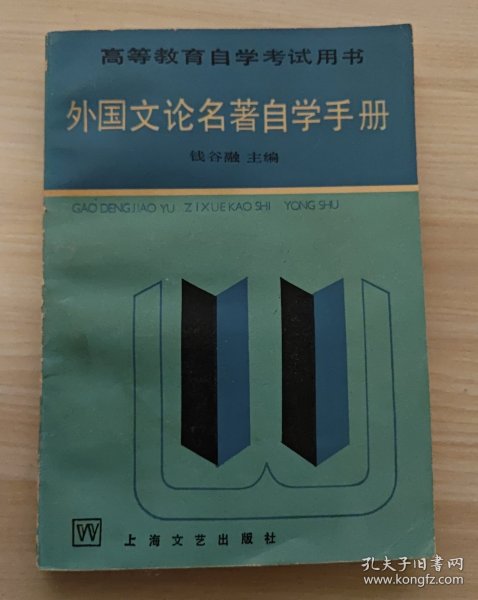 高等教育自学考试用书
外国文论名著自学手册
钱谷融 主编
GAO DENG JIAO YU ZI XUE KAO SHI YONG SHU
W
上海文艺出版社
孔夫子旧书网
www.kongfz.com